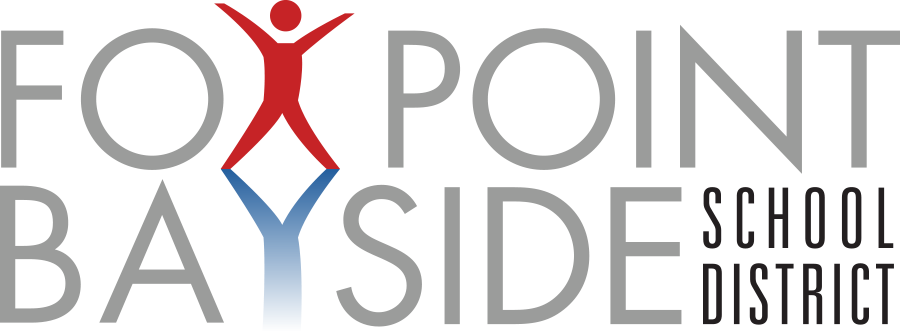 FOX POINT
BAYSIDE
SCHOOL
DISTRICT